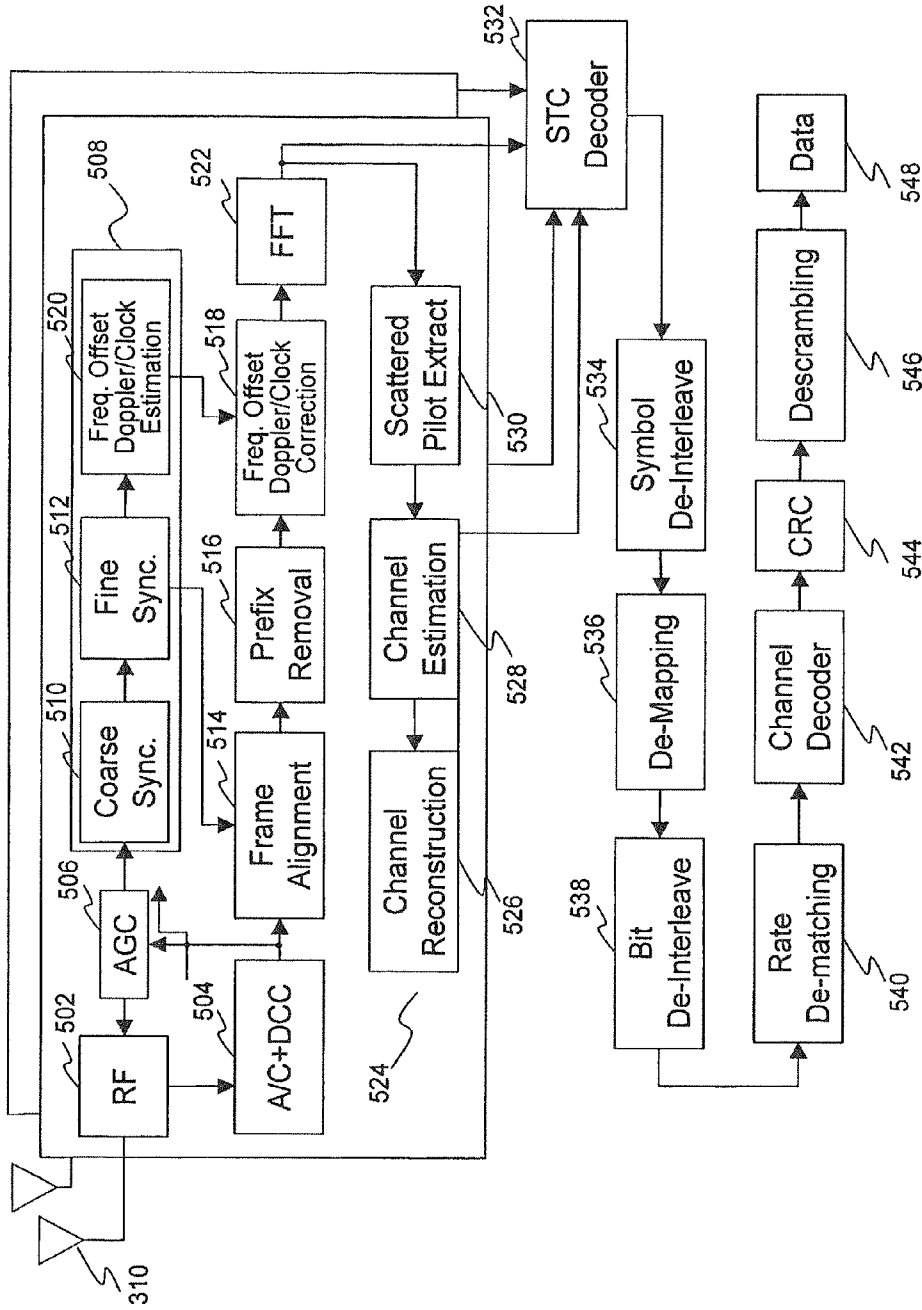 508
520
Freq. Offset
Doppler/Clock
Estimation
512
Fine
Sync.
510
Coarse
Sync.
506
AGC
502
RF
522
FFT
518
Freq. Offset
Doppler/Clock
Correction
516
Prefix
Removal
514
Frame
Alignment
504
A/C+DCC
310
Scattered
Pilot Extract
530
Channel
Estimation
528
Channel
Reconstruction
526
524
532
STC
Decoder
534
Symbol
De-Interleave
536
De-Mapping
538
Bit
De-Interleave
Rate
De-matching
540
Channel
Decoder
542
CRC
544
Descrambling
546
Data
548